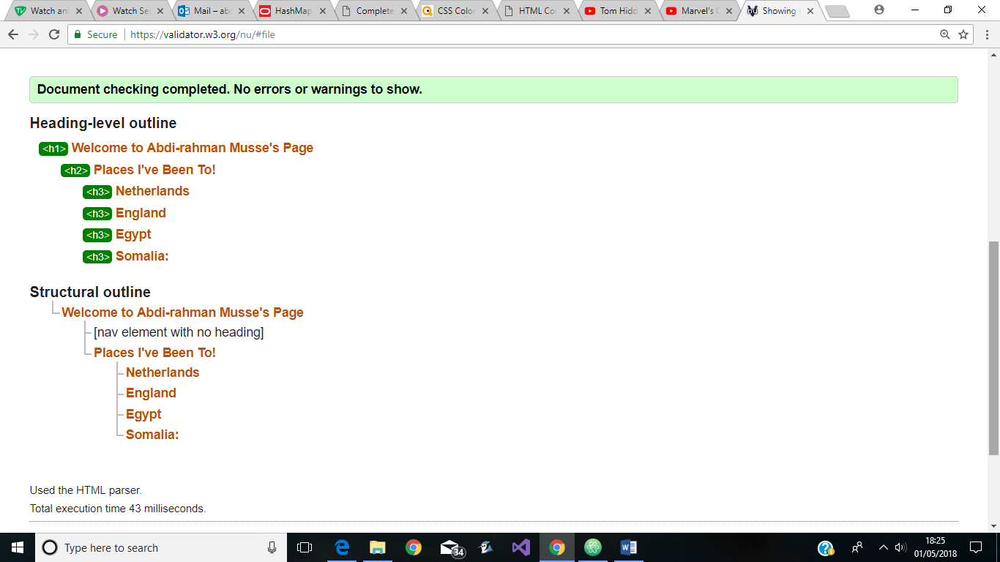 Watch an
Watch Se
Mail – abd
HashMap
Complete
CSS Color
HTML Co
Tom Hidd
Marvel's
Showing
Secure
https://validator.w3.org/nu/#file
Document checking completed. No errors or warnings to show.
Heading-level outline
<h1> Welcome to Abdi-rahman Musse's Page
<h2> Places I've Been To!
<h3> Netherlands
<h3> England
<h3> Egypt
<h3> Somalia:
Structural outline
Welcome to Abdi-rahman Musse's Page
[nav element with no heading]
Places I've Been To!
Netherlands
England
Egypt
Somalia:
Used the HTML parser.
Total execution time 43 milliseconds.
Type here to search
34
18:25
01/05/2018